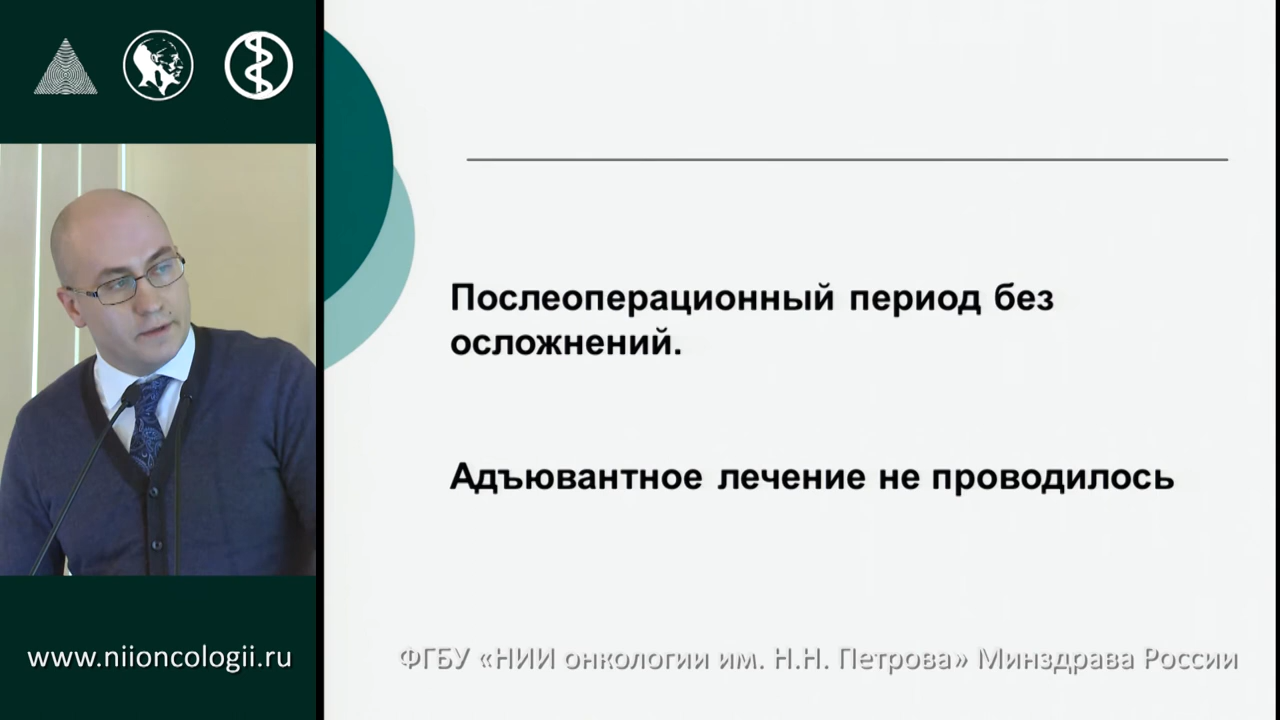 Послеоперационный период без
осложнений.
Адъювантное лечение не проводилось
www.niioncologii.ru
ФГБУ «НИИ онкологии им. Н.Н. Петрова» Минздрава России